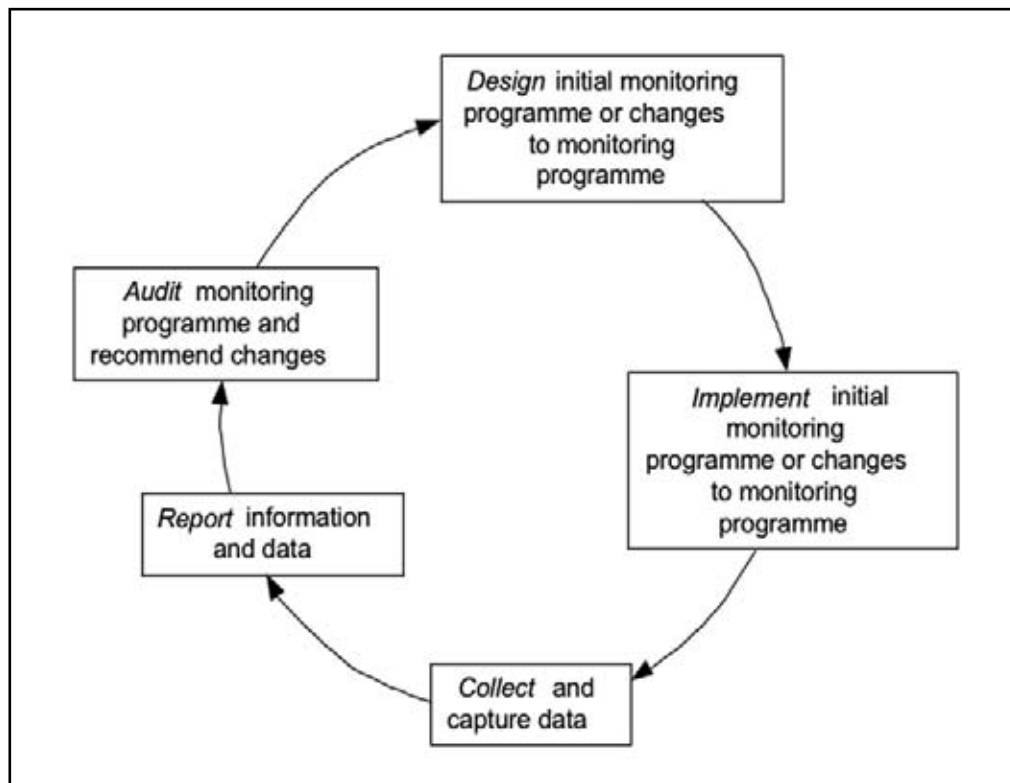 Design initial monitoring
programme or changes
to monitoring
programme
Audit monitoring
programme and
recommend changes
Implement initial
monitoring
programme or changes
to monitoring
programme
Report information
and data
Collect and
capture data